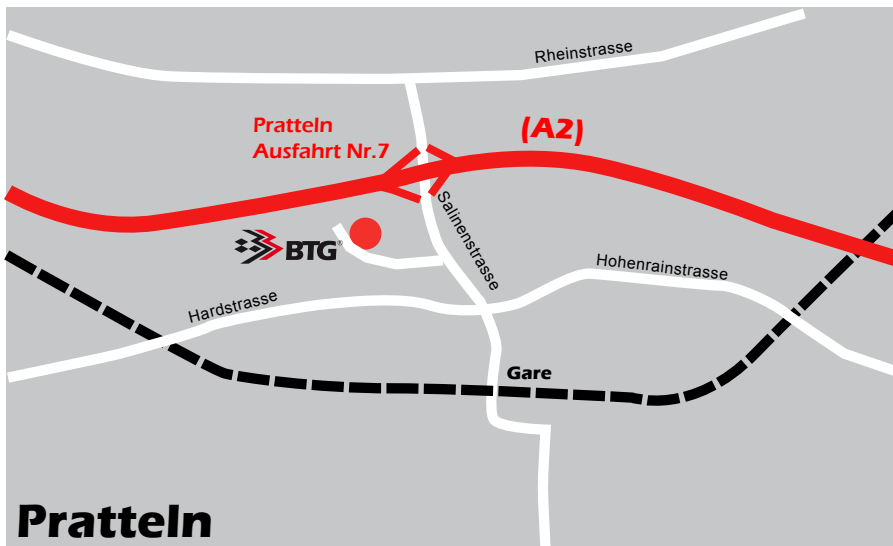 Rheinstrasse
Pratteln
Ausfahrt Nr.7
(A2)
Salinenstrasse
BTG®
Hohenrainstrasse
Hardstrasse
Gare
Pratteln